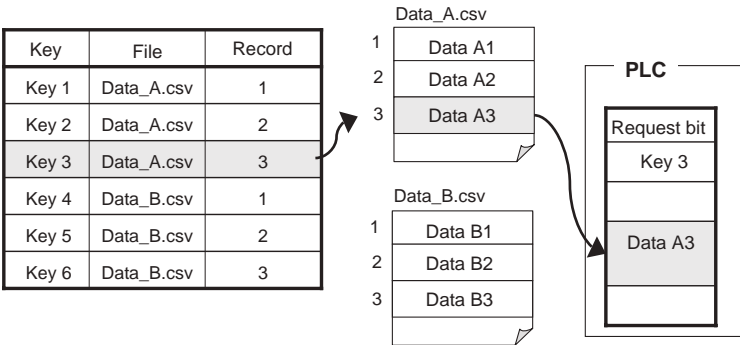 Key File Record
Key 1 Data_A.csv 1
Key 2 Data_A.csv 2
Key 3 Data_A.csv 3
Key 4 Data_B.csv 1
Key 5 Data_B.csv 2
Key 6 Data_B.csv 3
Data_A.csv
1 Data A1
2 Data A2
3 Data A3
Data_B.csv
1 Data B1
2 Data B2
3 Data B3
PLC
Request bit
Key 3
Data A3